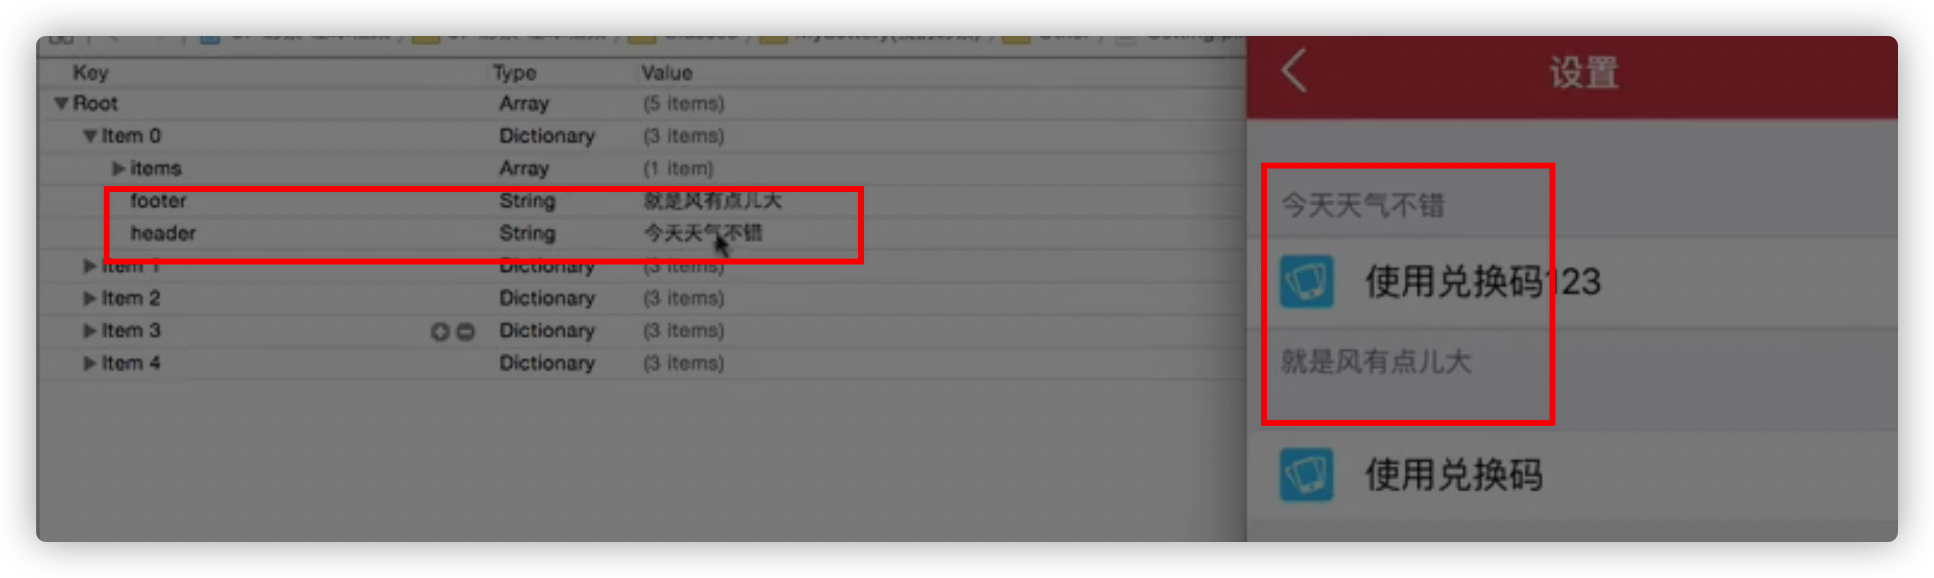 Key Type Value
Root Array (5 items)
Item 0 Dictionary (3 items)
items Array (1 item)
footer String 就是风有点儿大
header String 今天天气不错
Item 1 Dictionary (3 items)
Item 2 Dictionary (3 items)
Item 3 Dictionary (3 items)
Item 4 Dictionary (3 items)
设置
今天天气不错
使用兑换码123
就是风有点儿大
使用兑换码